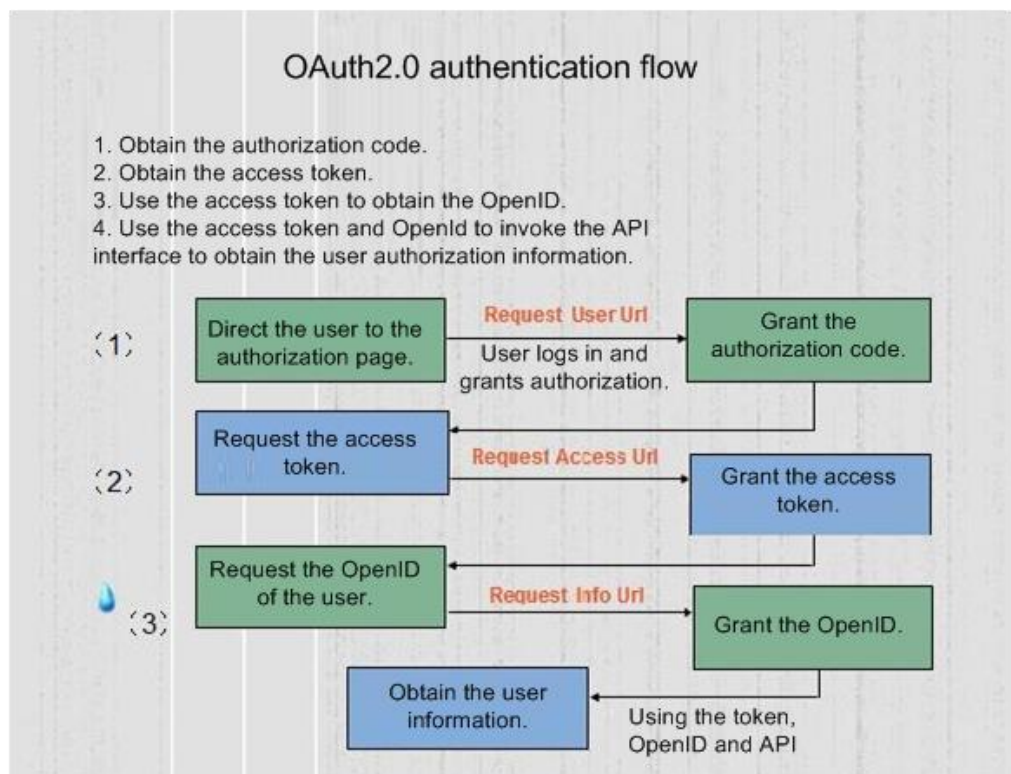 OAuth2.0 authentication flow
1. Obtain the authorization code.
2. Obtain the access token.
3. Use the access token to obtain the OpenID.
4. Use the access token and OpenId to invoke the API
interface to obtain the user authorization information.
(1)
Direct the user to the
authorization page.
Request User Url
User logs in and
grants authorization.
Grant the
authorization code.
(2)
Request the access
token.
Request Access Url
Grant the access
token.
(3)
Request the OpenID
of the user.
Request Info Url
Grant the OpenID.
Obtain the user
information.
Using the token,
OpenID and API